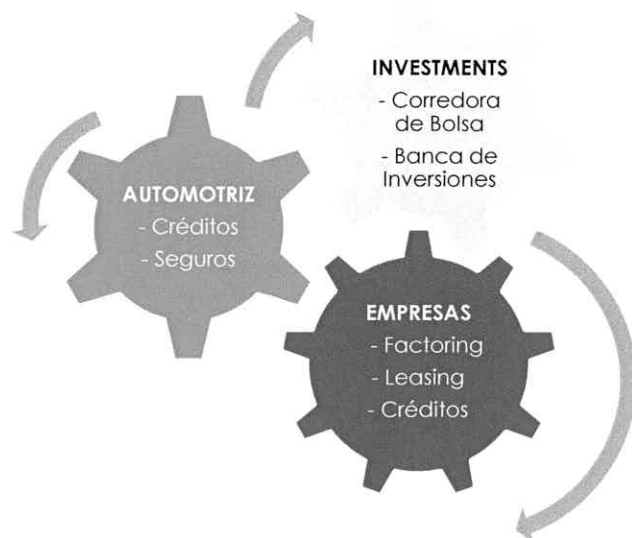 INVESTMENTS
- Corredora
de Bolsa
- Banca de
Inversiones
AUTOMOTRIZ
- Créditos
- Seguros
EMPRESAS
- Factoring
- Leasing
- Créditos